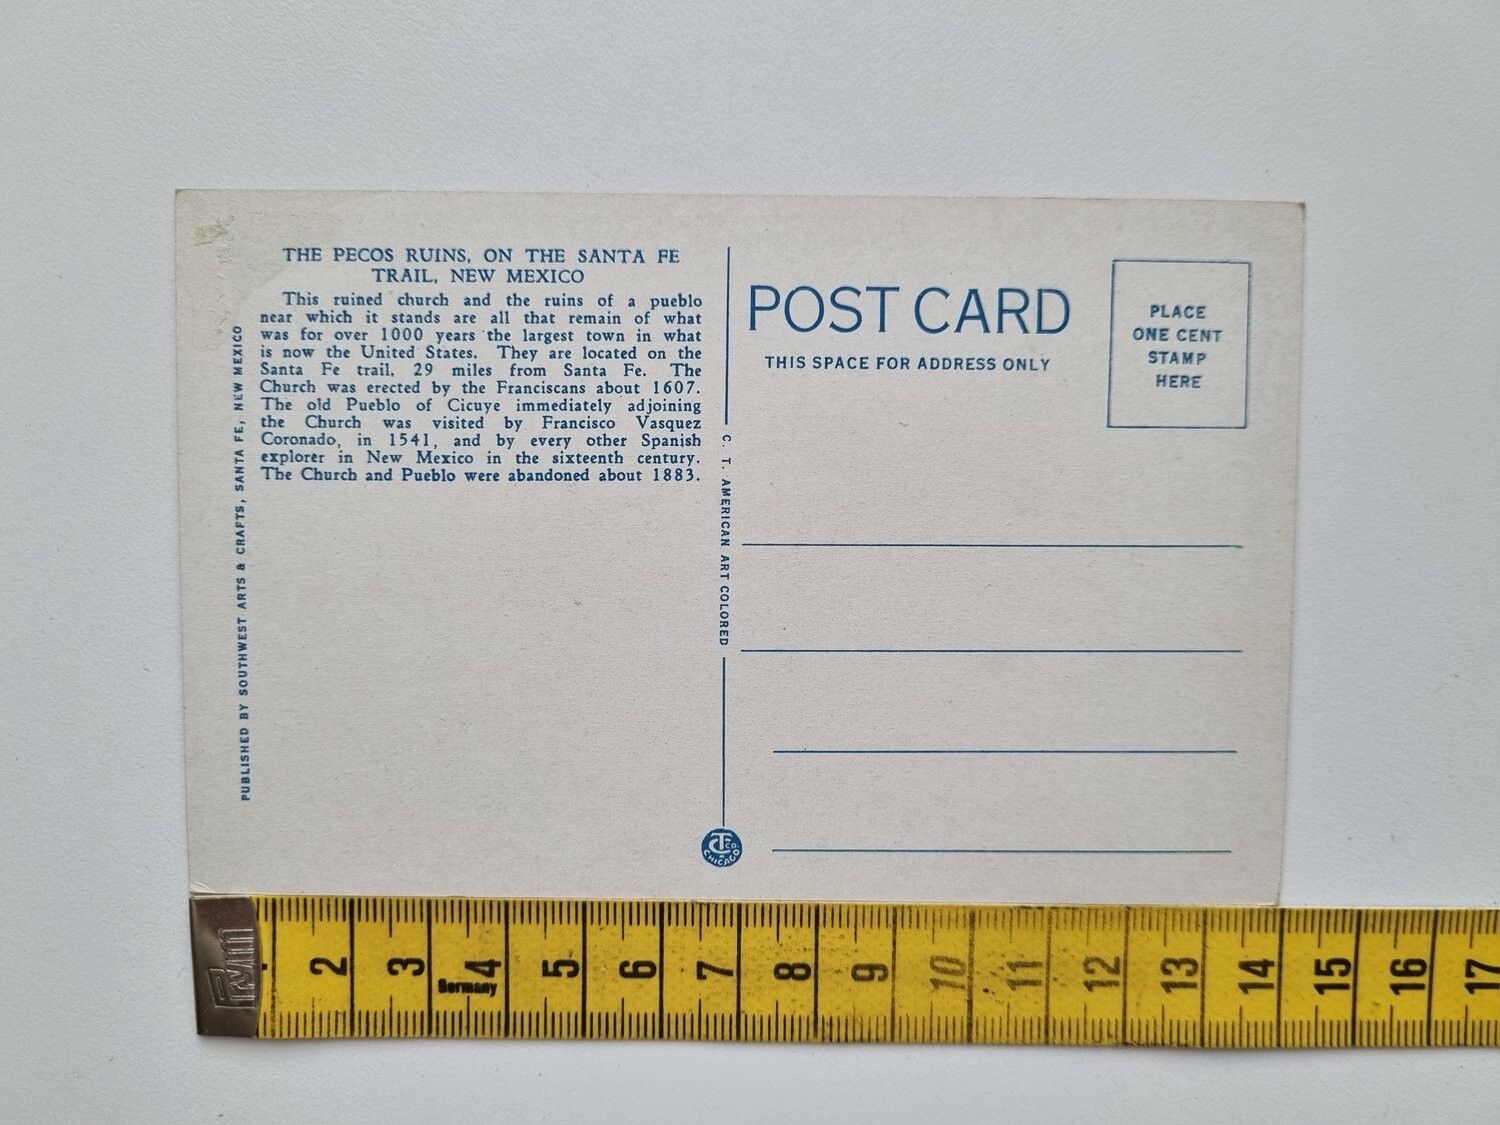 THE PECOS RUINS, ON THE SANTA FE
TRAIL, NEW MEXICO
This ruined church and the ruins of a pueblo
near which it stands are all that remain of what
was for over 1000 years the largest town in what
is now the United States. They are located on the
Santa Fe trail, 29 miles from Santa Fe. The
Church was erected by the Franciscans about 1607.
The old Pueblo of Cicuye immediately adjoining
the Church was visited by Francisco Vasquez
Coronado, in 1541, and by every other Spanish
explorer in New Mexico in the sixteenth century.
The Church and Pueblo were abandoned about 1883.
PUBLISHED BY SOUTHWEST ARTS & CRAFTS, SANTA FE, NEW MEXICO
C. T. AMERICAN ART COLORED
CT CO.
CHICAGO
POST CARD
THIS SPACE FOR ADDRESS ONLY
PLACE
ONE CENT
STAMP
HERE
Prym
2 3 4 5 6 7 8 9 10 11 12 13 14 15 16 17
Germany